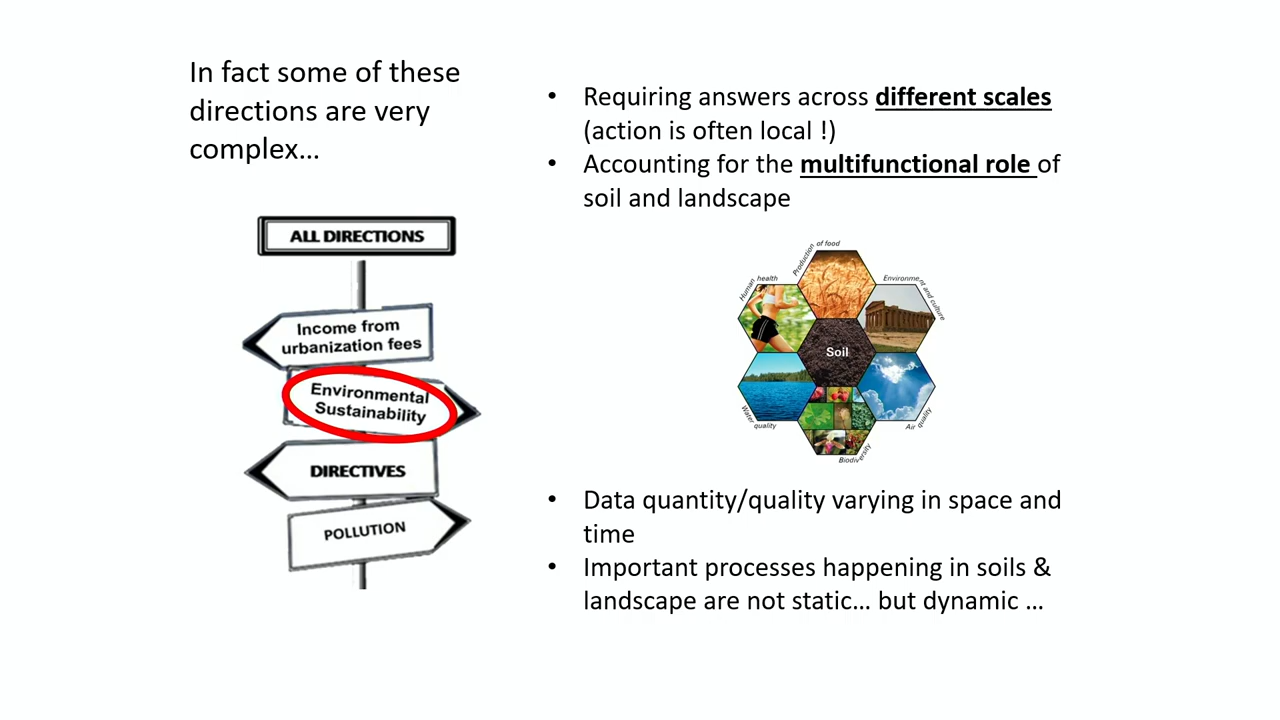 In fact some of these
directions are very
complex…
ALL DIRECTIONS
Income from
urbanization fees
Environmental
Sustainability
DIRECTIVES
POLLUTION
• Requiring answers across different scales
(action is often local !)
• Accounting for the multifunctional role of
soil and landscape
Production of food
Human health
Environment and culture
Soil
Water quality
Air quality
Biodiversity
• Data quantity/quality varying in space and
time
• Important processes happening in soils &
landscape are not static… but dynamic …